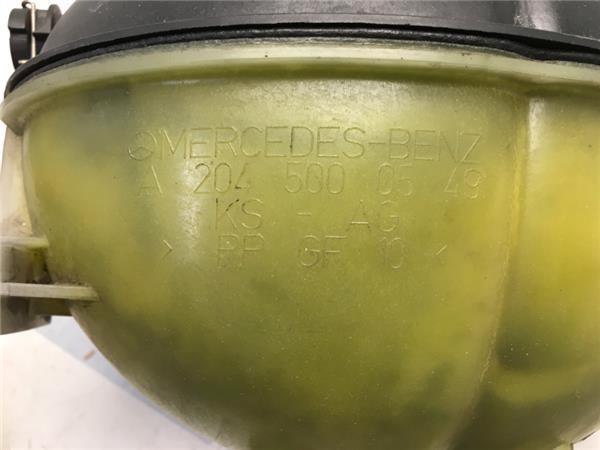 MERCEDES-BENZ
A 204 500 05 49
KS - AG
> PP GF 10 <